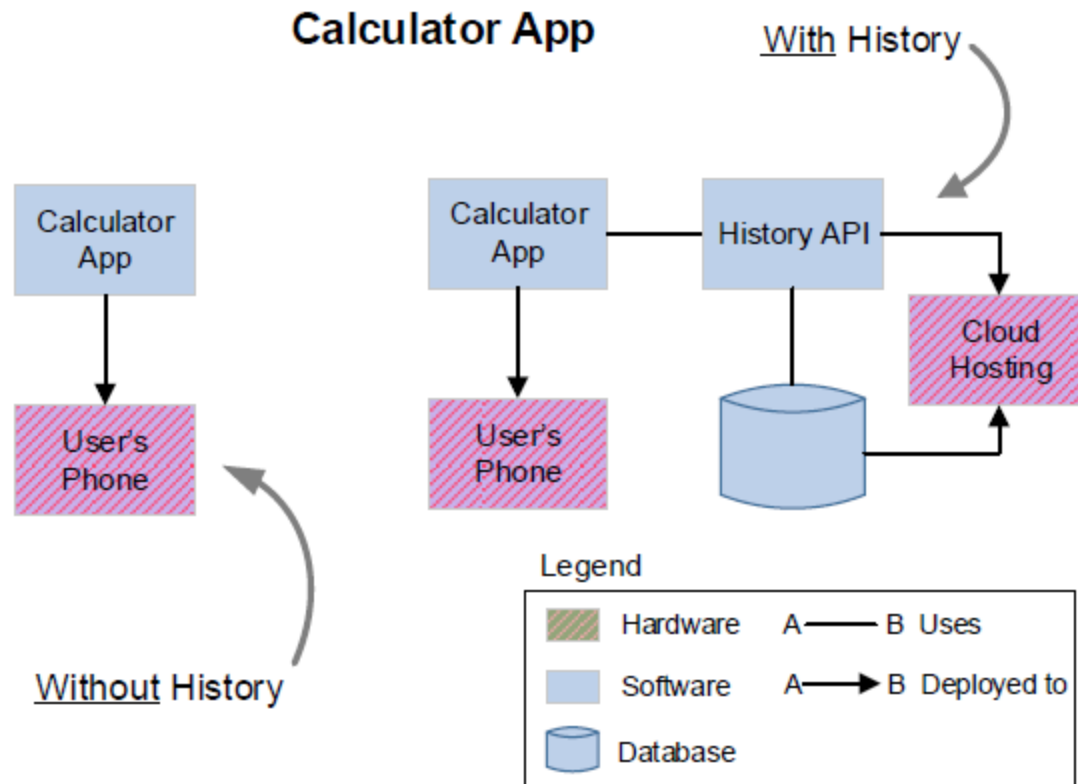 Calculator App
With History
Calculator
App
Calculator
App
History API
Cloud
Hosting
User's
Phone
User's
Phone
Without History
Legend
Hardware
A B Uses
Software
A B Deployed to
Database